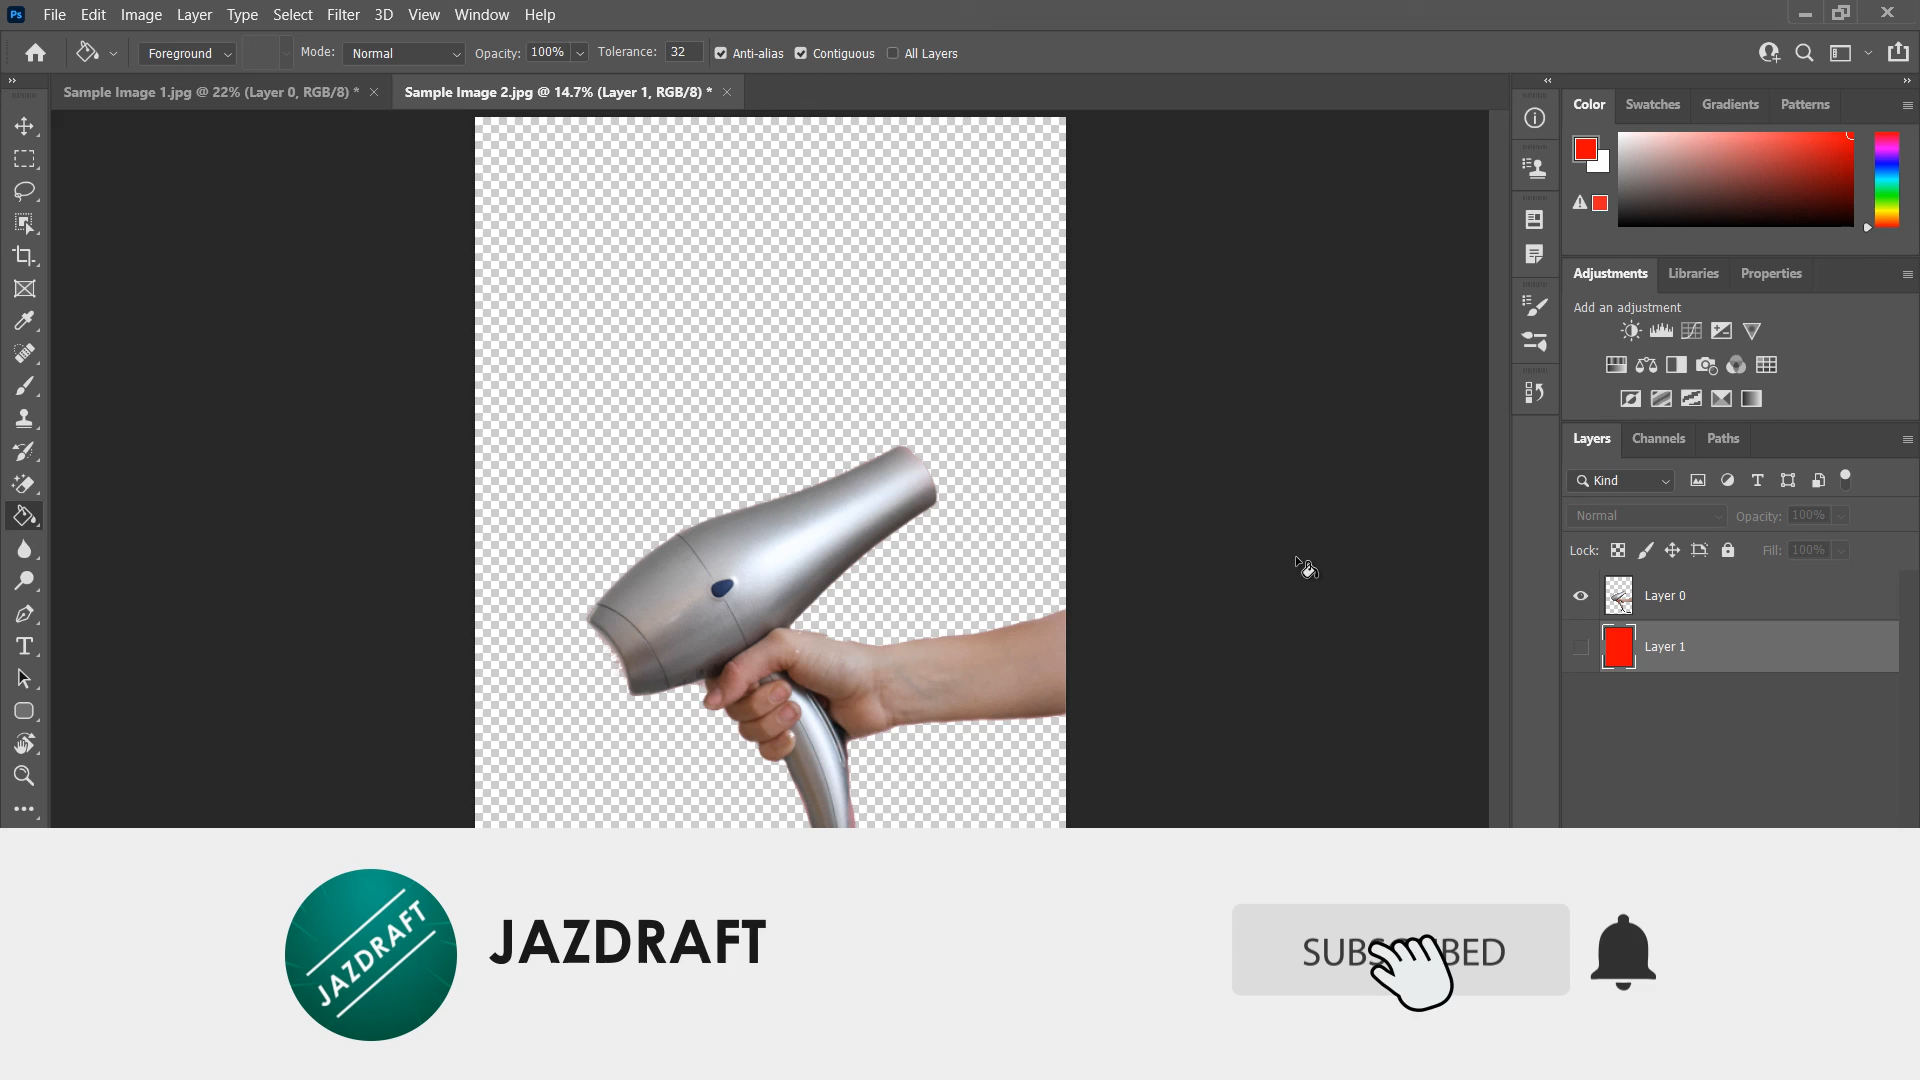 Ps File Edit Image Layer Type Select Filter 3D View Window Help
Foreground Mode: Normal Opacity: 100% Tolerance: 32 Anti-alias Contiguous All Layers
Sample Image 1.jpg @ 22% (Layer 0, RGB/8) * Sample Image 2.jpg @ 14.7% (Layer 1, RGB/8) *
Color Swatches Gradients Patterns
Adjustments Libraries Properties
Add an adjustment
Layers Channels Paths
Kind
Normal Opacity: 100%
Lock: Fill: 100%
Layer 0
Layer 1
JAZDRAFT
JAZDRAFT
SUBSCRIBED